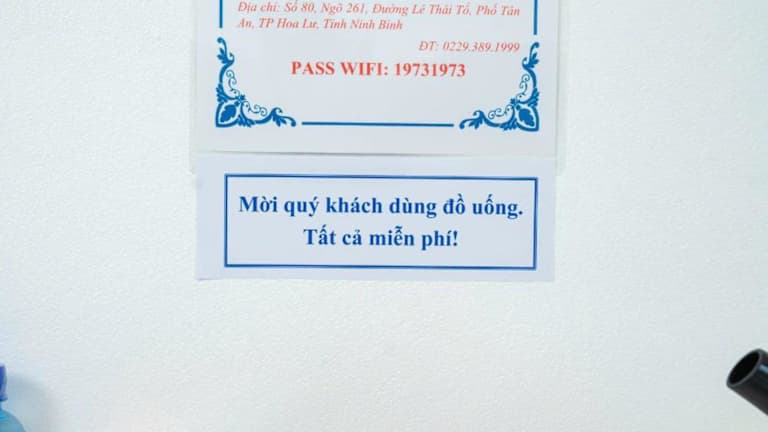 Địa chỉ: Số 80, Ngõ 261, Đường Lê Thái Tổ, Phố Tân
An, TP Hoa Lư, Tỉnh Ninh Bình
ĐT: 0229.389.1999
PASS WIFI: 19731973
Mời quý khách dùng đồ uống.
Tất cả miễn phí!